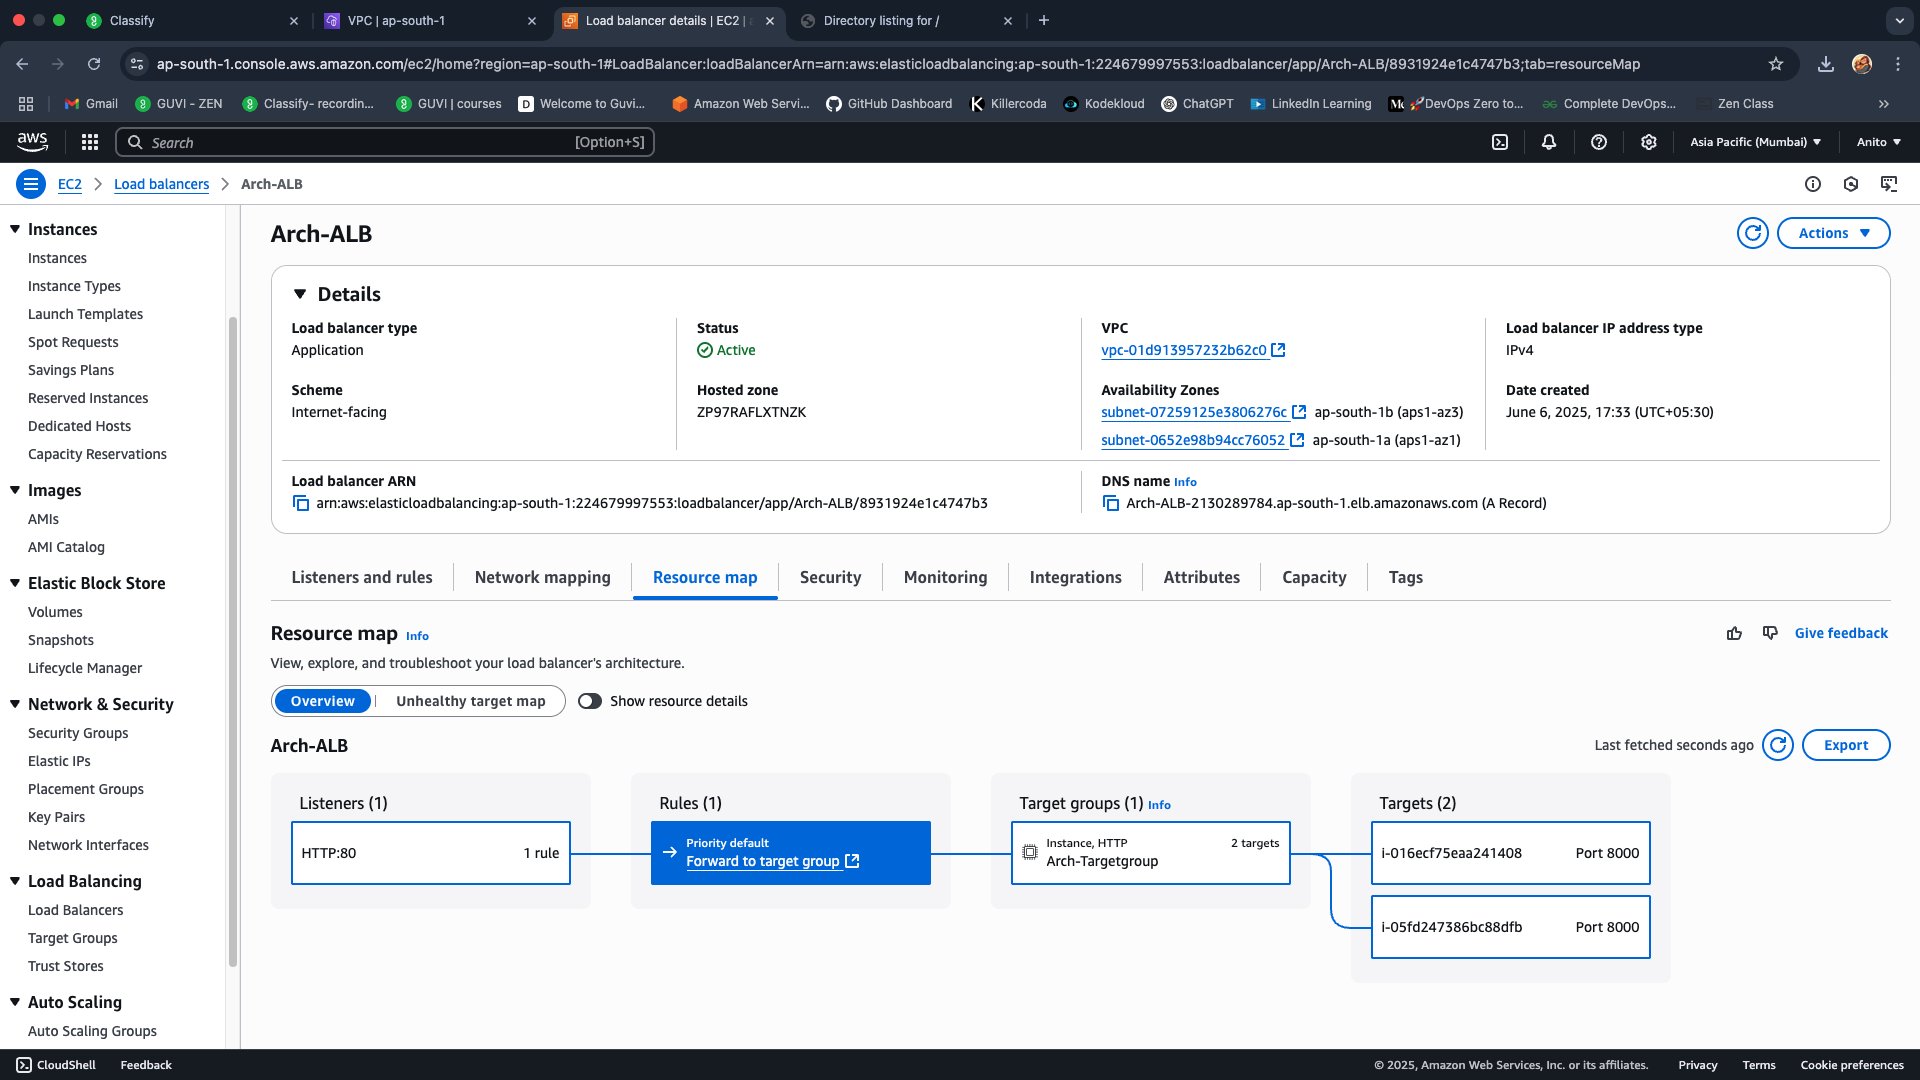 Classify
VPC | ap-south-1
Load balancer details | EC2 |
Directory listing for /
ap-south-1.console.aws.amazon.com/ec2/home?region=ap-south-1#LoadBalancer:loadBalancerArn=arn:aws:elasticloadbalancing:ap-south-1:224679997553:loadbalancer/app/Arch-ALB/8931924e1c4747b3;tab=resourceMap
Gmail
GUVI - ZEN
Classify- recordin...
GUVI | courses
Welcome to Guvi...
Amazon Web Servi...
GitHub Dashboard
Killercoda
Kodekloud
ChatGPT
LinkedIn Learning
🚀DevOps Zero to...
Complete DevOps...
Zen Class
aws
Search
[Option+S]
Asia Pacific (Mumbai)
Anito
EC2
Load balancers
Arch-ALB
Instances
Instances
Instance Types
Launch Templates
Spot Requests
Savings Plans
Reserved Instances
Dedicated Hosts
Capacity Reservations
Images
AMIs
AMI Catalog
Elastic Block Store
Volumes
Snapshots
Lifecycle Manager
Network & Security
Security Groups
Elastic IPs
Placement Groups
Key Pairs
Network Interfaces
Load Balancing
Load Balancers
Target Groups
Trust Stores
Auto Scaling
Auto Scaling Groups
Arch-ALB
Actions
Details
Load balancer type
Application
Status
Active
VPC
vpc-01d913957232b62c0
Load balancer IP address type
IPv4
Scheme
Internet-facing
Hosted zone
ZP97RAFLXTNZK
Availability Zones
subnet-07259125e3806276c ap-south-1b (aps1-az3)
subnet-0652e98b94cc76052 ap-south-1a (aps1-az1)
Date created
June 6, 2025, 17:33 (UTC+05:30)
Load balancer ARN
arn:aws:elasticloadbalancing:ap-south-1:224679997553:loadbalancer/app/Arch-ALB/8931924e1c4747b3
DNS name Info
Arch-ALB-2130289784.ap-south-1.elb.amazonaws.com (A Record)
Listeners and rules
Network mapping
Resource map
Security
Monitoring
Integrations
Attributes
Capacity
Tags
Resource map Info
Give feedback
View, explore, and troubleshoot your load balancer's architecture.
Overview
Unhealthy target map
Show resource details
Arch-ALB
Last fetched seconds ago
Export
Listeners (1)
HTTP:80 1 rule
Rules (1)
Priority default
Forward to target group
Target groups (1) Info
Instance, HTTP 2 targets
Arch-Targetgroup
Targets (2)
i-016ecf75eaa241408 Port 8000
i-05fd247386bc88dfb Port 8000
CloudShell
Feedback
© 2025, Amazon Web Services, Inc. or its affiliates.
Privacy
Terms
Cookie preferences